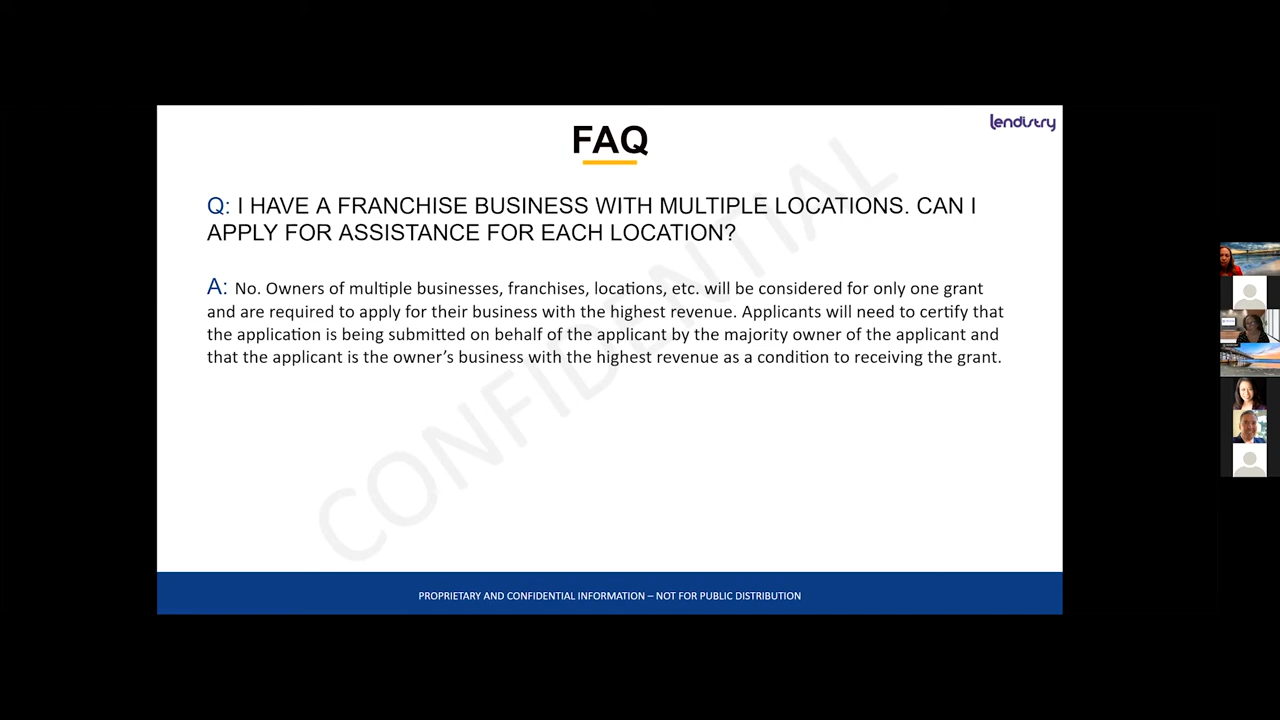 lendistry
FAQ
Q: I HAVE A FRANCHISE BUSINESS WITH MULTIPLE LOCATIONS. CAN I
APPLY FOR ASSISTANCE FOR EACH LOCATION?
A: No. Owners of multiple businesses, franchises, locations, etc. will be considered for only one grant
and are required to apply for their business with the highest revenue. Applicants will need to certify that
the application is being submitted on behalf of the applicant by the majority owner of the applicant and
that the applicant is the owner's business with the highest revenue as a condition to receiving the grant.
CONFIDENTIAL
PROPRIETARY AND CONFIDENTIAL INFORMATION – NOT FOR PUBLIC DISTRIBUTION